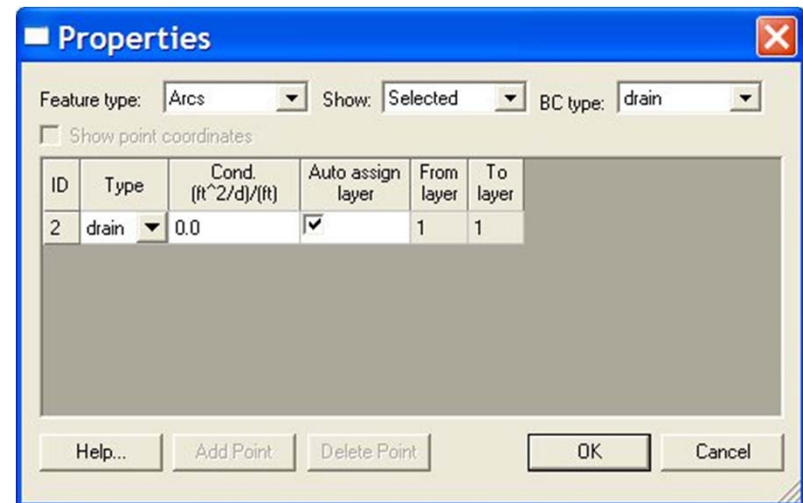 Properties
Feature type: Arcs Show: Selected BC type: drain
Show point coordinates
ID Type Cond. (ft^2/d)/(ft) Auto assign layer From layer To layer
2 drain 0.0 1 1
Help... Add Point Delete Point OK Cancel